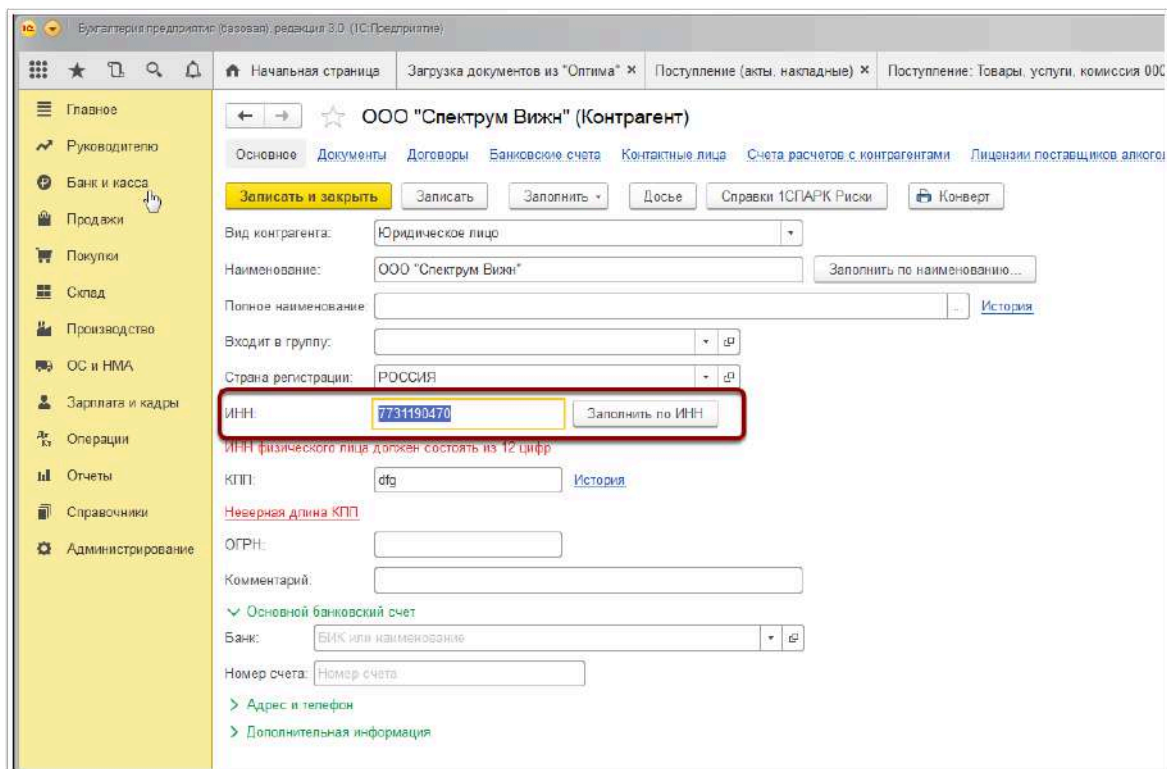 Бухгалтерия предприятия (базовая), редакция 3.0 (1С:Предприятие)
Начальная страница Загрузка документов из "Оптима" × Поступление (акты, накладные) × Поступление: Товары, услуги, комиссия 000
Главное
Руководителю
Банк и касса
Продажи
Покупки
Склад
Производство
ОС и НМА
Зарплата и кадры
Операции
Отчеты
Справочники
Администрирование
ООО "Спектрум Вижн" (Контрагент)
Основное Документы Договоры Банковские счета Контактные лица Счета расчетов с контрагентами Лицензии поставщиков алкогол
Записать и закрыть Записать Заполнить Досье Справки 1СПАРК Риски Конверт
Вид контрагента: Юридическое лицо
Наименование: ООО "Спектрум Вижн" Заполнить по наименованию...
Полное наименование: ... История
Входит в группу:
Страна регистрации: РОССИЯ
ИНН: 7731190470 Заполнить по ИНН
ИНН физического лица должен состоять из 12 цифр
КПП: dfg История
Неверная длина КПП
ОГРН:
Комментарий:
Основной банковский счет
Банк: БИК или наименование
Номер счета: Номер счета
Адрес и телефон
Дополнительная информация